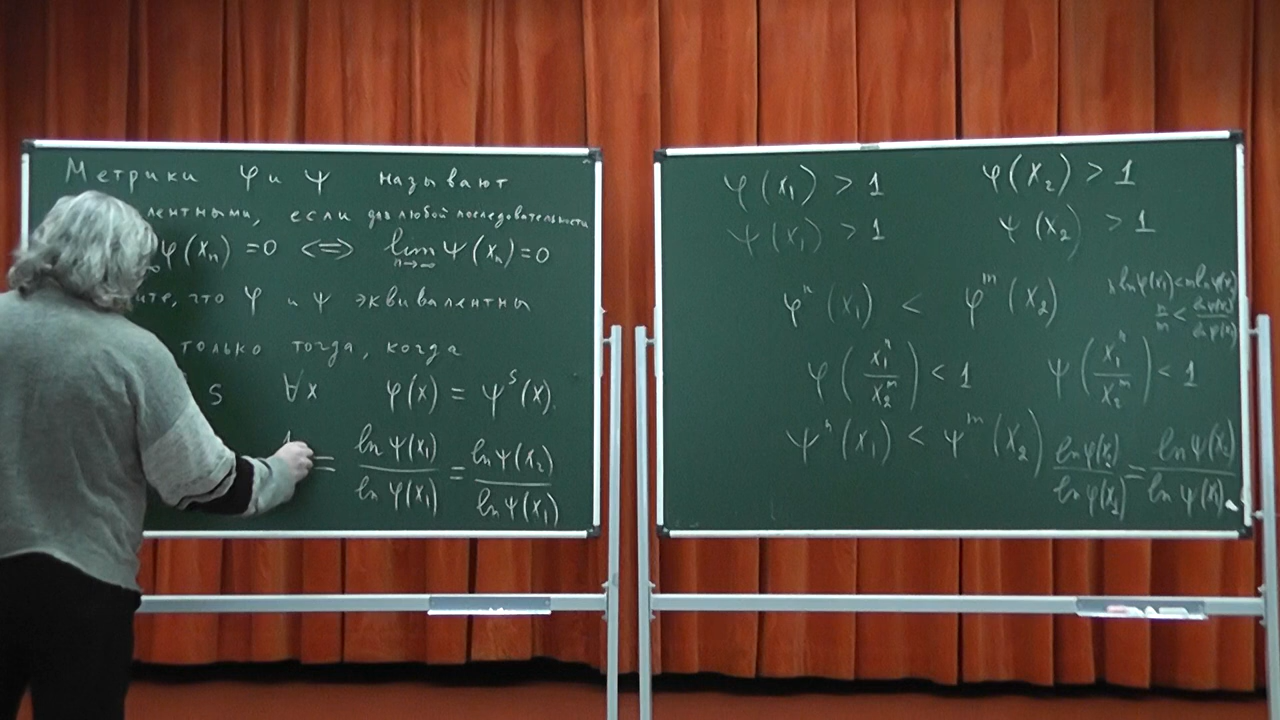 Метрики φ и ψ называют
лентными, если для любой последовательности
φ(xₙ) = 0 ⇔ lim ψ(xₙ) = 0
n→∞
ите, что φ и ψ эквивалентны
только тогда, когда
s ∀x φ(x) = ψˢ(x)
= ln ψ(x₁) / ln φ(x₁) = ln ψ(x₂) / ln ψ(x₁)
φ(x₁) > 1 φ(x₂) > 1
ψ(x₁) > 1 ψ(x₂) > 1
φⁿ(x₁) < φᵐ(x₂)
n ln φ(x₁) < m ln φ(x₂)
n/m < ln φ(x₂) / ln φ(x₁)
φ(x₁ⁿ / x₂ᵐ) < 1 ψ(x₁ⁿ / x₂ᵐ) < 1
ψⁿ(x₁) < ψᵐ(x₂)
ln φ(x₂) / ln φ(x₁) = ln ψ(x₂) / ln ψ(x₁)